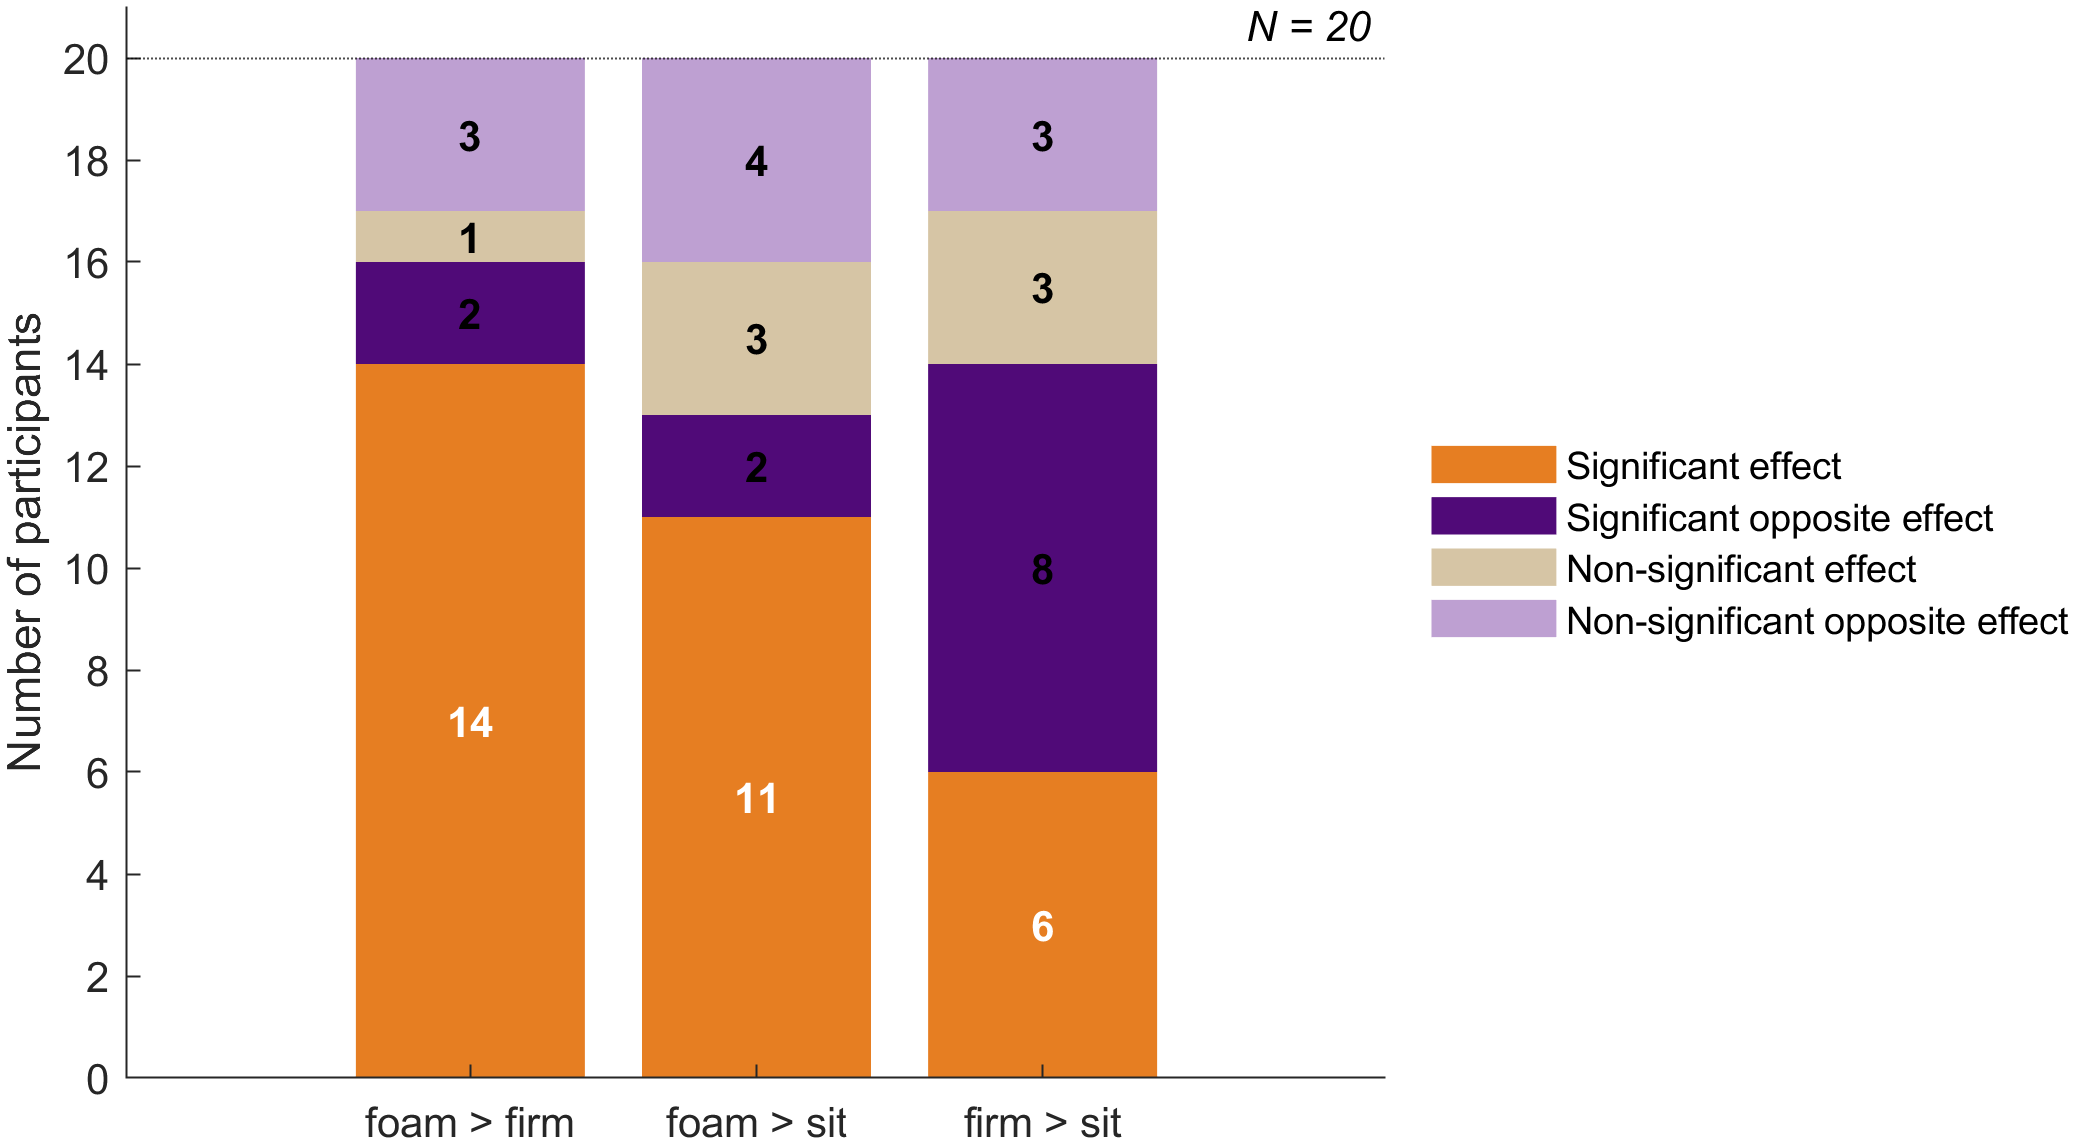 N = 20
Number of participants
20
18
16
14
12
10
8
6
4
2
0
3
1
2
14
4
3
2
11
3
3
8
6
foam > firm
foam > sit
firm > sit
Significant effect
Significant opposite effect
Non-significant effect
Non-significant opposite effect